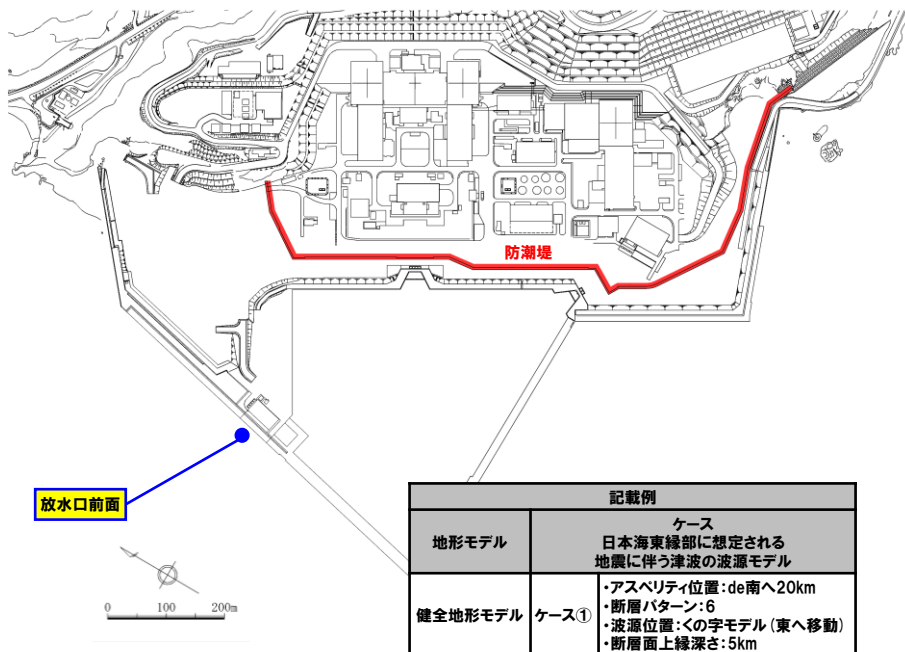 防潮堤
放水口前面
0 100 200m
記載例
地形モデル
ケース
日本海東縁部に想定される
地震に伴う津波の波源モデル
健全地形モデル
ケース①
・アスペリティ位置:de南へ20km
・断層パターン:6
・波源位置:くの字モデル(東へ移動)
・断層面上縁深さ:5km